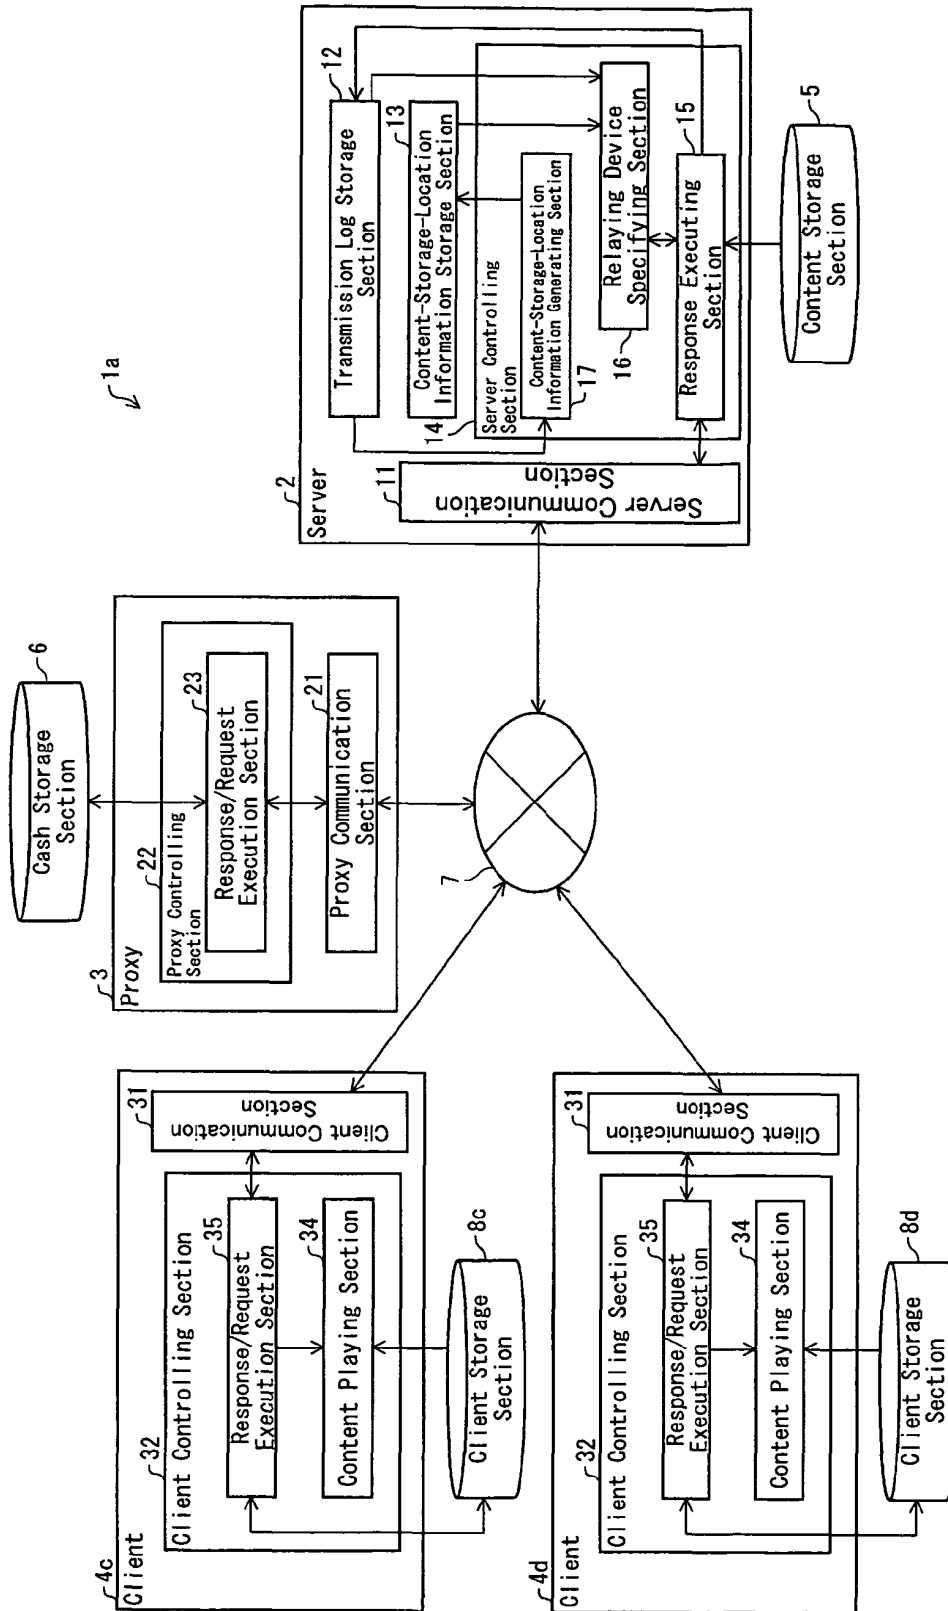 1a
4c
Client
32
Client Controlling Section
35
Response/Request
Execution Section
34
Content Playing Section
31
Client Communication
Section
8c
Client Storage
Section
4d
Client
32
Client Controlling Section
35
Response/Request
Execution Section
34
Content Playing Section
31
Client Communication
Section
8d
Client Storage
Section
6
Cash Storage
Section
3
Proxy
22
Proxy Controlling
Section
23
Response/Request
Execution Section
21
Proxy Communication
Section
7
2
Server
11
Server Communication
Section
12
Transmission Log Storage
Section
13
Content-Storage-Location
Information Storage Section
14
Server Controlling
Section
Content-Storage-Location
Information Generating Section
17
Relaying Device
Specifying Section
16
15
Response Executing
Section
5
Content Storage
Section